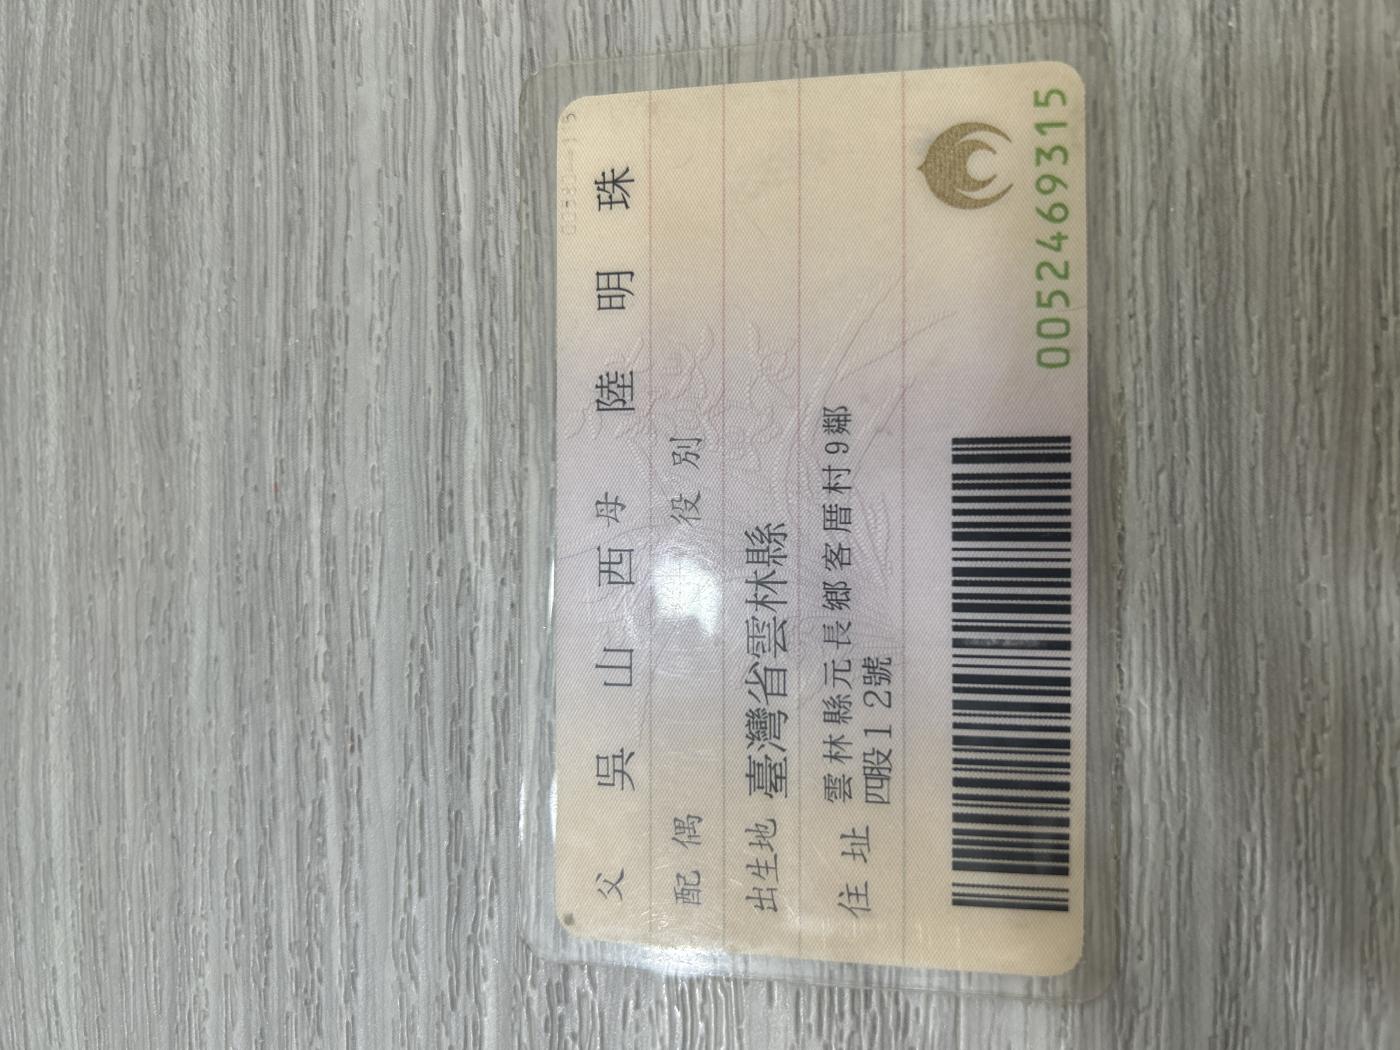 父 吳山西 母 陸明珠
配偶 役別
出生地 臺灣省雲林縣
住址 雲林縣元長鄉客厝村9鄰
四股12號
0052469315